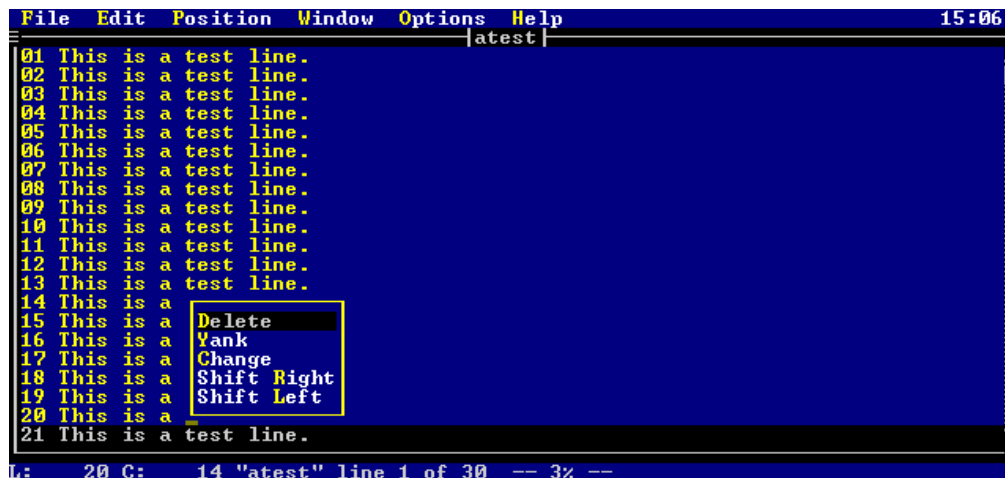 File Edit Position Window Options Help 15:06
atest
01 This is a test line.
02 This is a test line.
03 This is a test line.
04 This is a test line.
05 This is a test line.
06 This is a test line.
07 This is a test line.
08 This is a test line.
09 This is a test line.
10 This is a test line.
11 This is a test line.
12 This is a test line.
13 This is a test line.
14 This is a
15 This is a Delete
16 This is a Yank
17 This is a Change
18 This is a Shift Right
19 This is a Shift Left
20 This is a
21 This is a test line.
L: 20 C: 14 "atest" line 1 of 30 -- 3% --